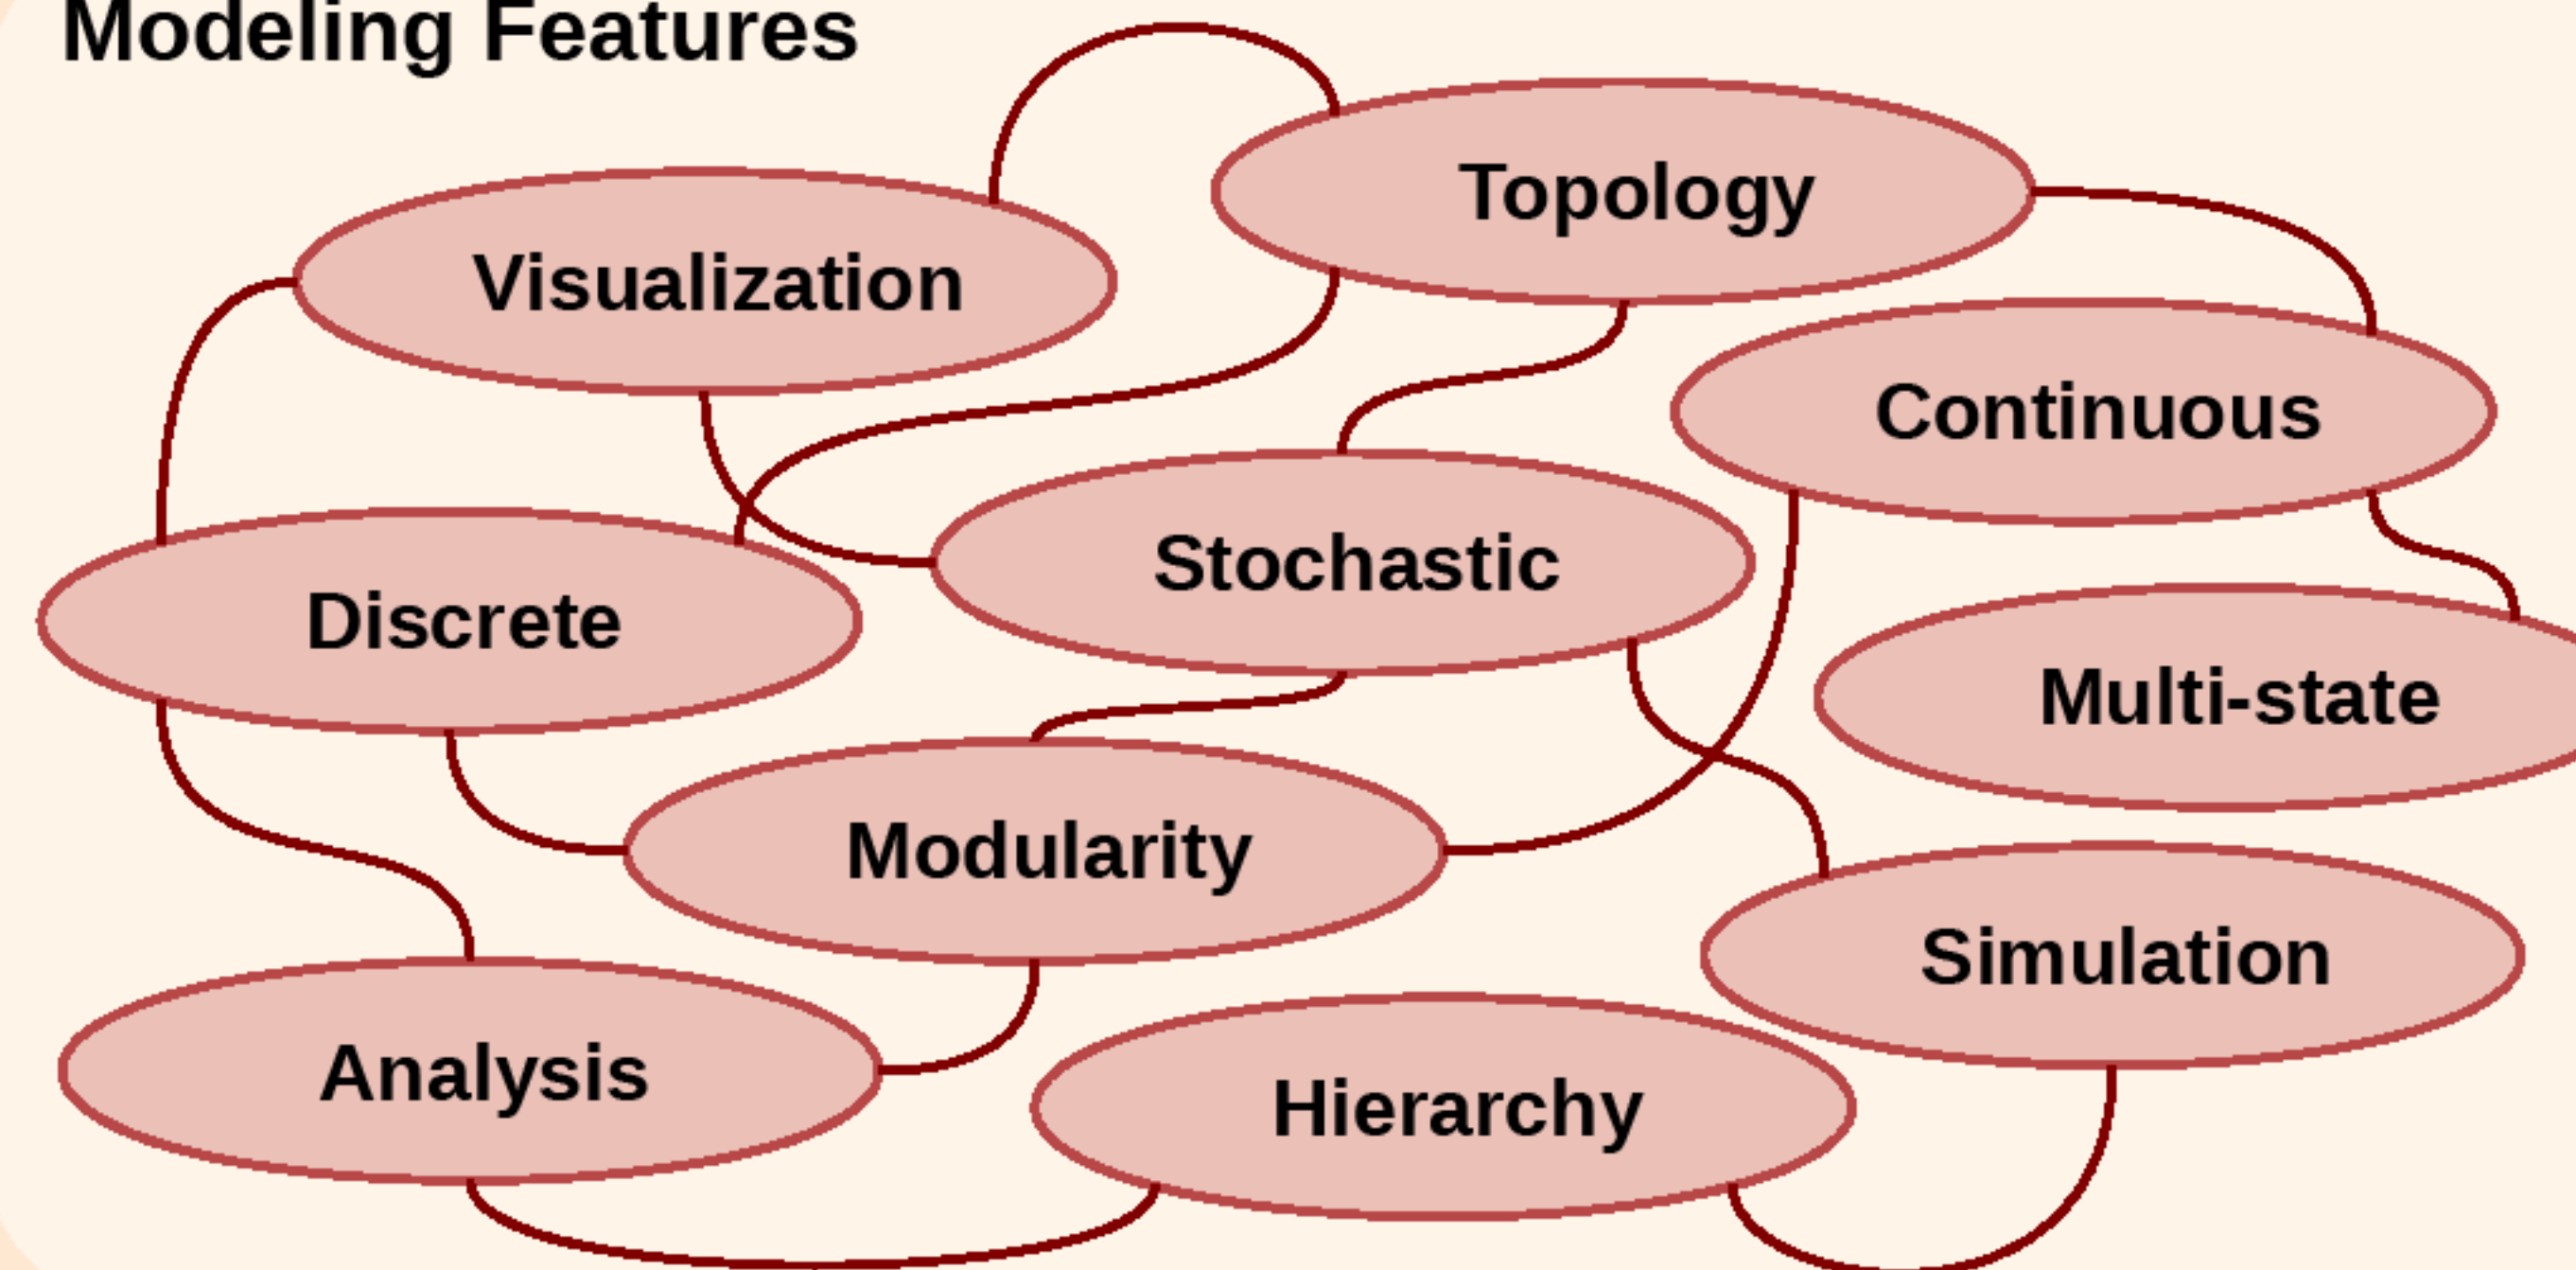 Modeling Features
Topology
Visualization
Continuous
Stochastic
Discrete
Multi-state
Modularity
Simulation
Analysis
Hierarchy